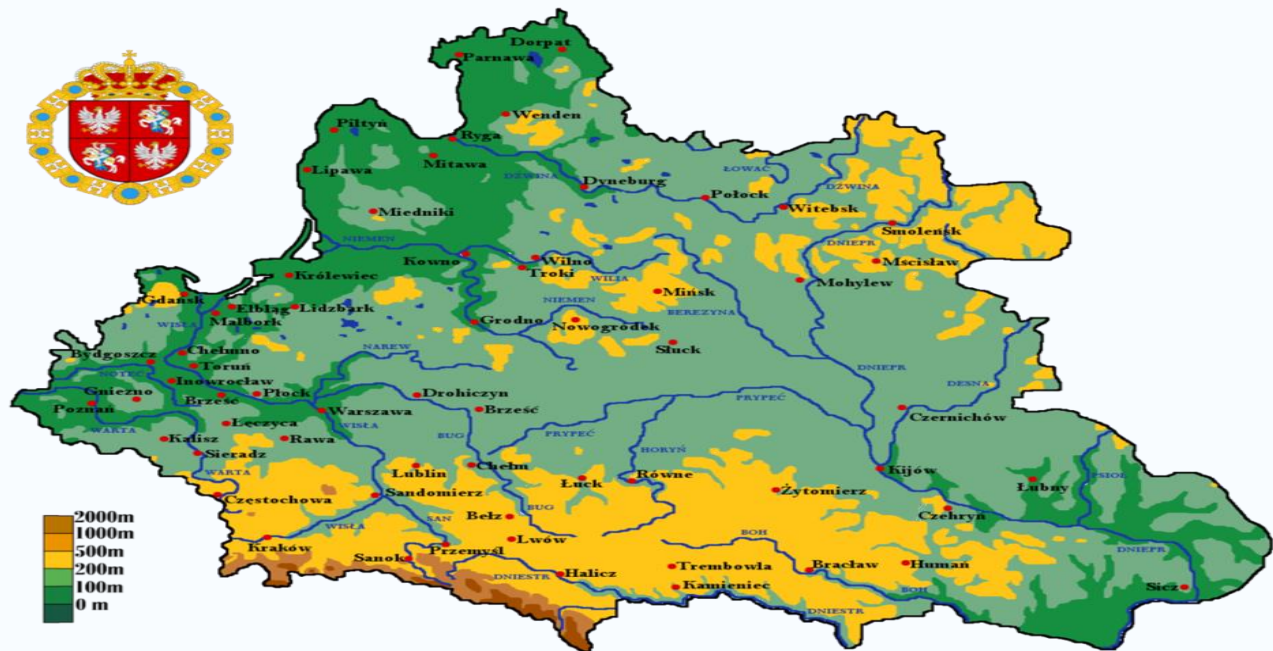 Dorpat
Parnawa
Wenden
Piltyń
Ryga
Mitawa
Lipawa
DŹWINA
Dyneburg
ŁOWAĆ
DŹWINA
Połock
Witebsk
Miedniki
Smoleńsk
NIEMEN
DNIEPR
Kowno
Wilno
Troki
WILIA
Mscisław
Królewiec
Mińsk
Mohylew
Gdańsk
Elbląg
Lidzbark
Malbork
NIEMEN
BEREZYNA
WISŁA
Grodno
Nowogródek
Słuck
Chełmno
NAREW
Bydgoszcz
Toruń
DNIEPR
NOTEĆ
Inowrocław
DESNA
Gniezno
Płock
Drohiczyn
Brześć
PRYPEĆ
Poznań
Warszawa
Brześć
Czernichów
WARTA
Łęczyca
WISŁA
Kalisz
Rawa
BUG
PRYPEĆ
HORYŃ
Sieradz
Lublin
Chełm
Kijów
WARTA
Łuck
Równe
Łubny
PSIOŁ
Częstochowa
Sandomierz
Żytomierz
BUG
Czehryń
2000m
1000m
500m
200m
100m
0 m
WISŁA
SAN
Bełz
BOH
Kraków
Lwów
Przemyśl
DNIEPR
Sanok
Trembowla
Bracław
Human
DNIESTR
Halicz
Kamieniec
BOH
Sicz
DNIESTR